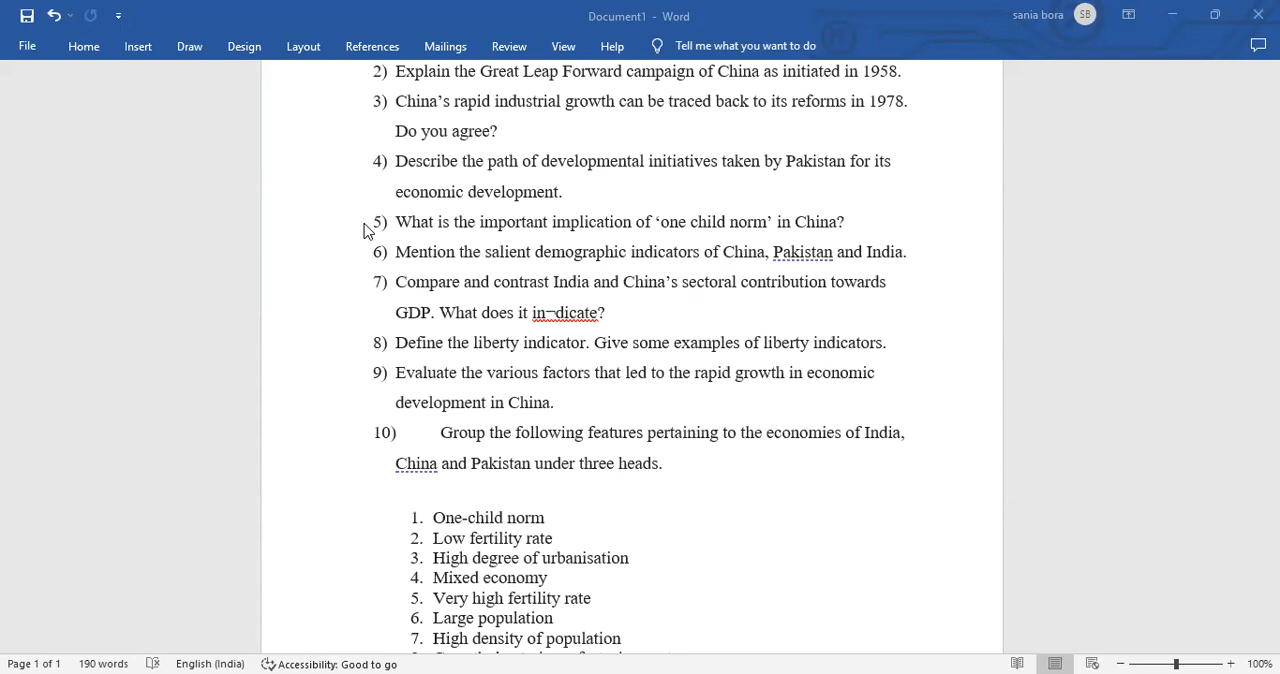 Document1 - Word
sania bora
SB
File Home Insert Draw Design Layout References Mailings Review View Help Tell me what you want to do
2) Explain the Great Leap Forward campaign of China as initiated in 1958.
3) China’s rapid industrial growth can be traced back to its reforms in 1978.
Do you agree?
4) Describe the path of developmental initiatives taken by Pakistan for its
economic development.
5) What is the important implication of ‘one child norm’ in China?
6) Mention the salient demographic indicators of China, Pakistan and India.
7) Compare and contrast India and China’s sectoral contribution towards
GDP. What does it in¬dicate?
8) Define the liberty indicator. Give some examples of liberty indicators.
9) Evaluate the various factors that led to the rapid growth in economic
development in China.
10) Group the following features pertaining to the economies of India,
China and Pakistan under three heads.
1. One-child norm
2. Low fertility rate
3. High degree of urbanisation
4. Mixed economy
5. Very high fertility rate
6. Large population
7. High density of population
Page 1 of 1 190 words English (India) Accessibility: Good to go 100%